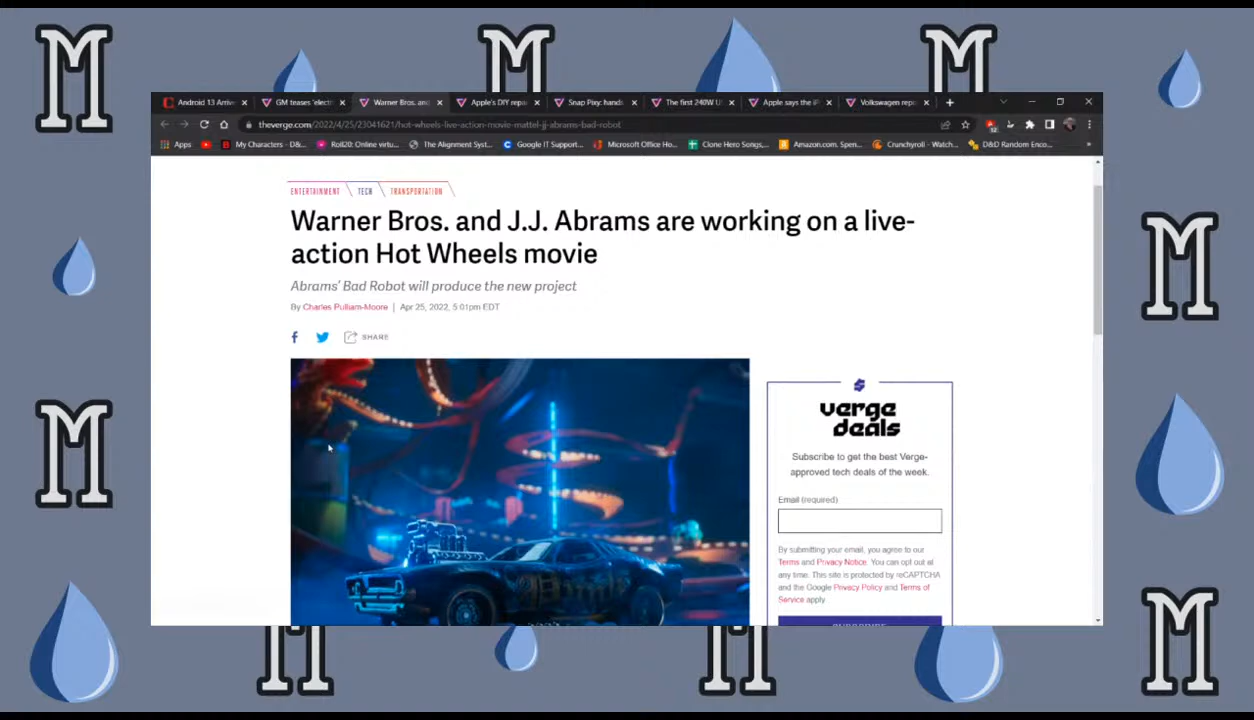 M M M
Android 13 Arrive
GM teases 'electri
Warner Bros. and
Apple's DIY repa
Snap Pixy: hands
The first 240W U
Apple says the iP
Volkswagen rep
theverge.com/2022/4/25/23041621/hot-wheels-live-action-movie-mattel-jj-abrams-bad-robot
Apps
My Characters - D&...
Roll20: Online virtu...
The Alignment Syst...
Google IT Support...
Microsoft Office Ho...
Clone Hero Songs,...
Amazon.com. Spen...
Crunchyroll - Watch...
D&D Random Enco...
ENTERTAINMENT \ TECH \ TRANSPORTATION
Warner Bros. and J.J. Abrams are working on a live-
action Hot Wheels movie
Abrams' Bad Robot will produce the new project
By Charles Pulliam-Moore | Apr 25, 2022, 5:01pm EDT
SHARE
verge
deals
Subscribe to get the best Verge-
approved tech deals of the week.
Email (required)
By submitting your email, you agree to our
Terms and Privacy Notice. You can opt out at
any time. This site is protected by reCAPTCHA
and the Google Privacy Policy and Terms of
Service apply.
M M
M M
M M M